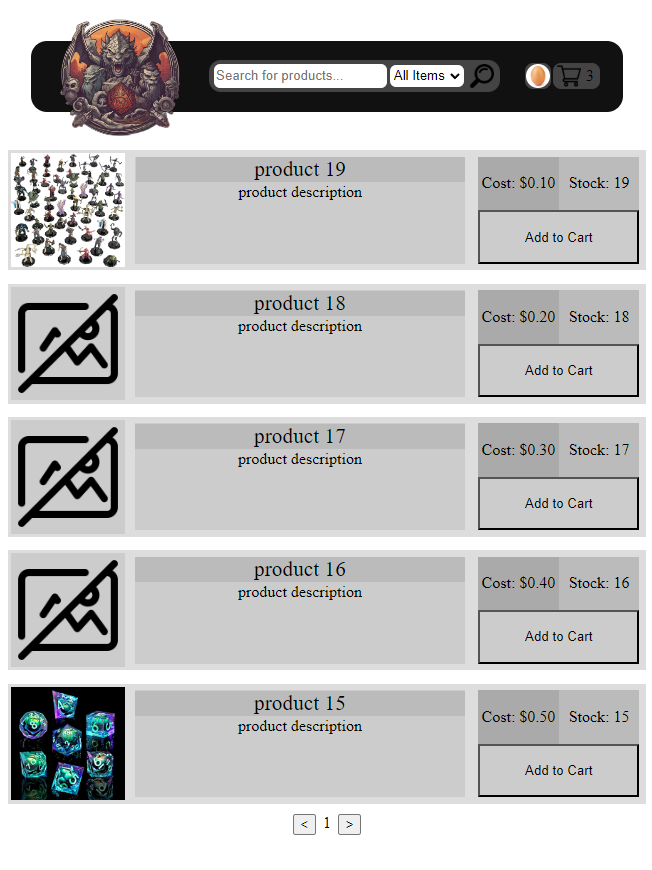 Search for products...
All Items
3
product 19
product description
Cost: $0.10
Stock: 19
Add to Cart
product 18
product description
Cost: $0.20
Stock: 18
Add to Cart
product 17
product description
Cost: $0.30
Stock: 17
Add to Cart
product 16
product description
Cost: $0.40
Stock: 16
Add to Cart
product 15
product description
Cost: $0.50
Stock: 15
Add to Cart
< 1 >